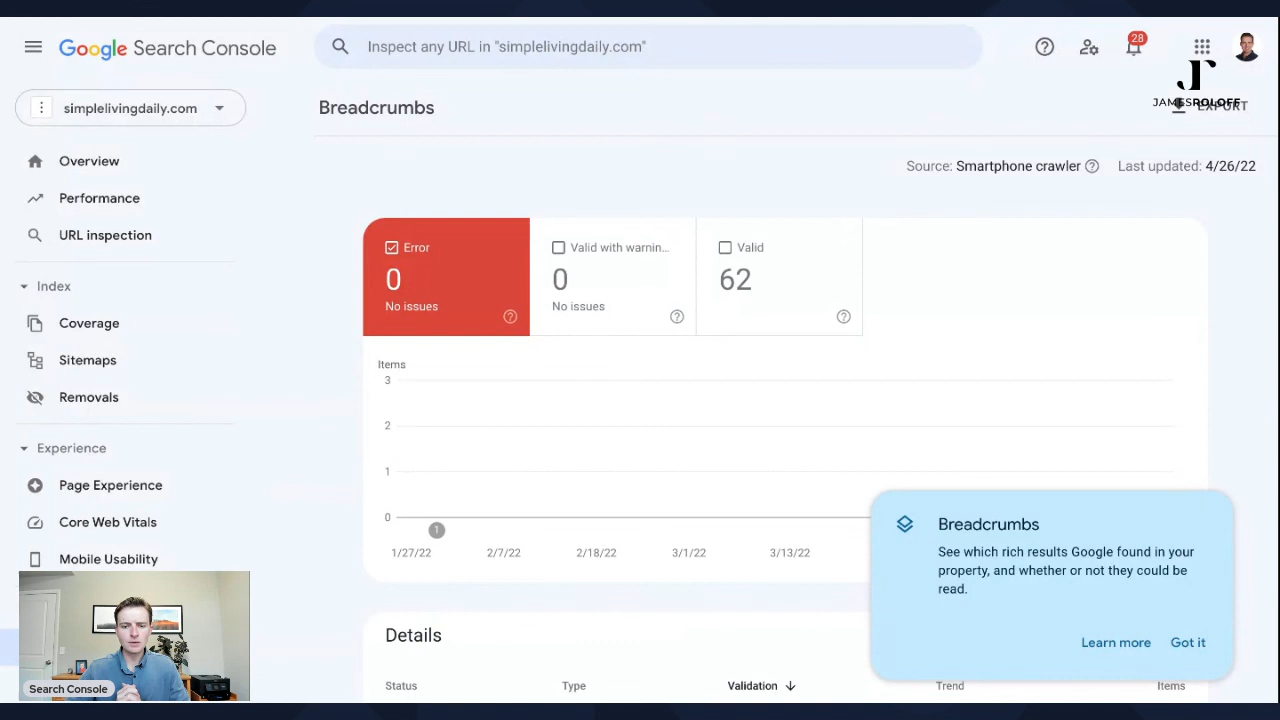 Google Search Console
Inspect any URL in "simplelivingdaily.com"
28
JAMESROLOFF
EXPORT
simplelivingdaily.com
Breadcrumbs
Source: Smartphone crawler
Last updated: 4/26/22
Overview
Performance
URL inspection
Index
Coverage
Sitemaps
Removals
Experience
Page Experience
Core Web Vitals
Mobile Usability
Error
0
No issues
Valid with warnin...
0
No issues
Valid
62
Items
3
2
1
0
1
1/27/22 2/7/22 2/18/22 3/1/22 3/13/22
Breadcrumbs
See which rich results Google found in your
property, and whether or not they could be
read.
Learn more Got it
Details
Status Type Validation Trend Items
Search Console